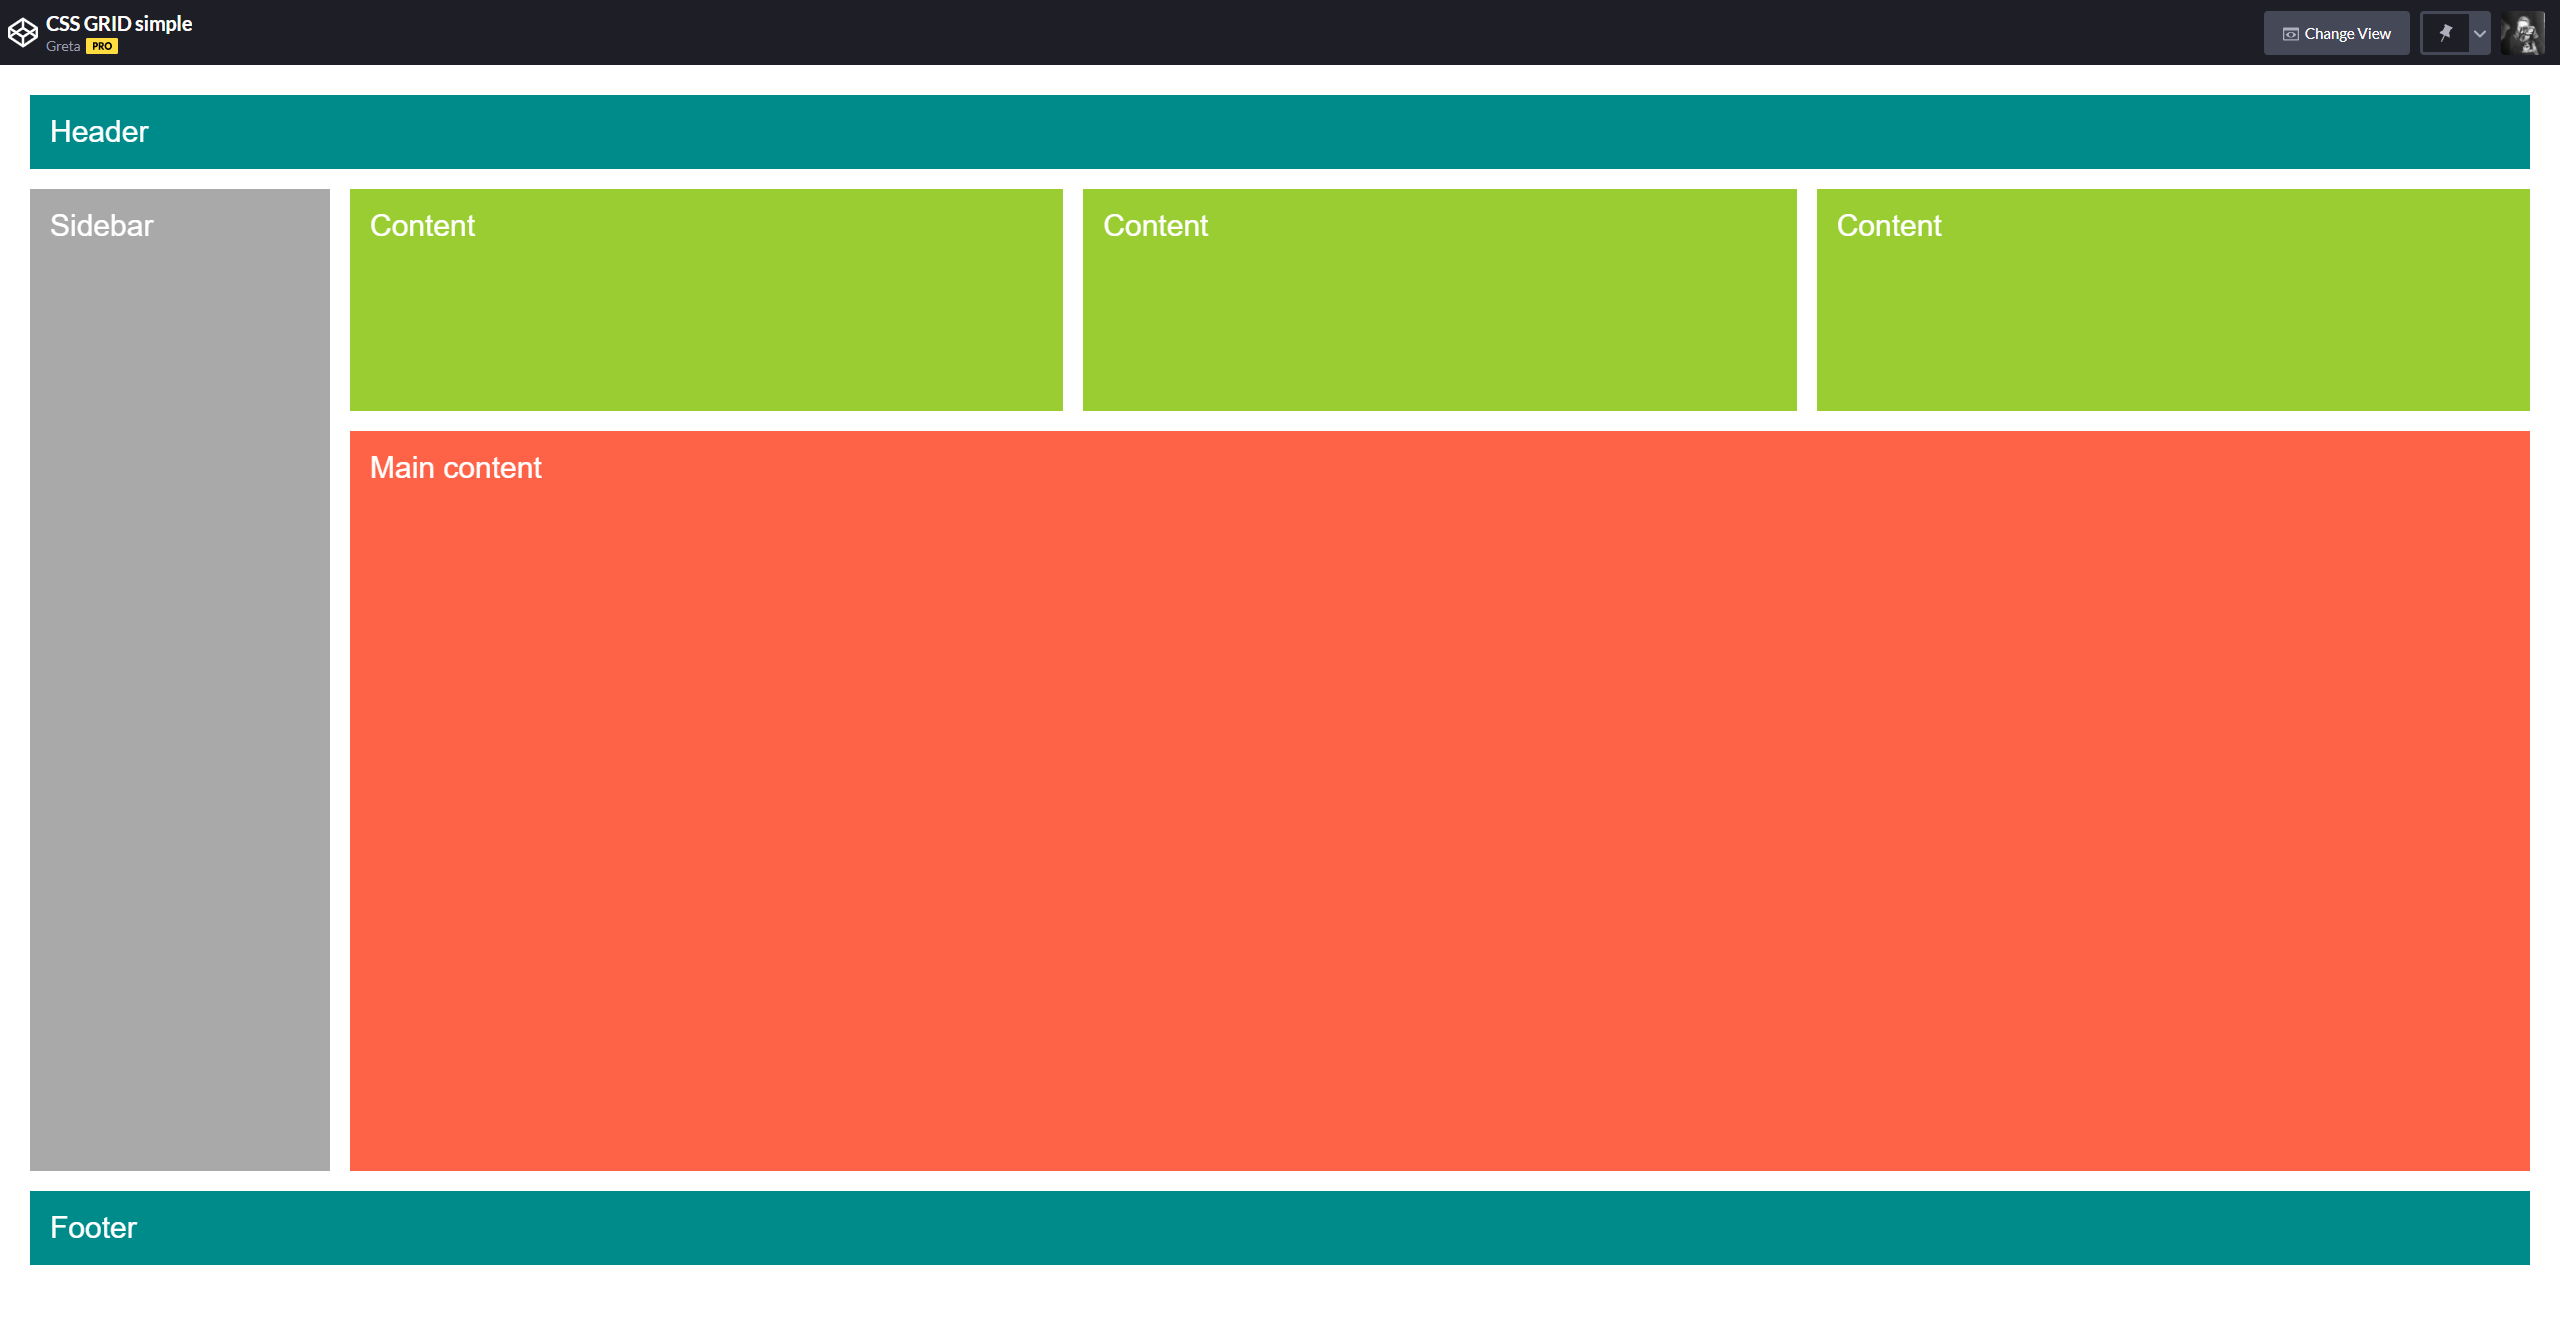 CSS GRID simple
Greta PRO
Change View
Header
Sidebar
Content
Content
Content
Main content
Footer